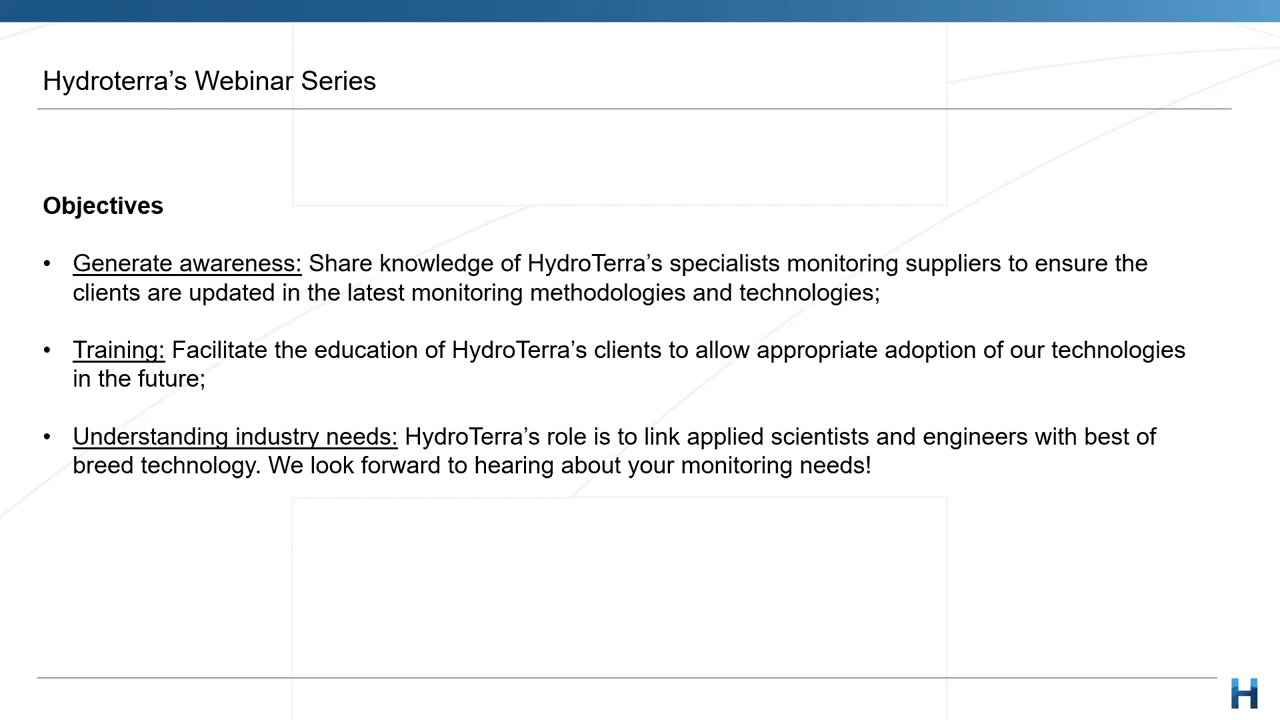 Hydroterra’s Webinar Series
Objectives
• Generate awareness: Share knowledge of HydroTerra’s specialists monitoring suppliers to ensure the
clients are updated in the latest monitoring methodologies and technologies;
• Training: Facilitate the education of HydroTerra’s clients to allow appropriate adoption of our technologies
in the future;
• Understanding industry needs: HydroTerra’s role is to link applied scientists and engineers with best of
breed technology. We look forward to hearing about your monitoring needs!
H